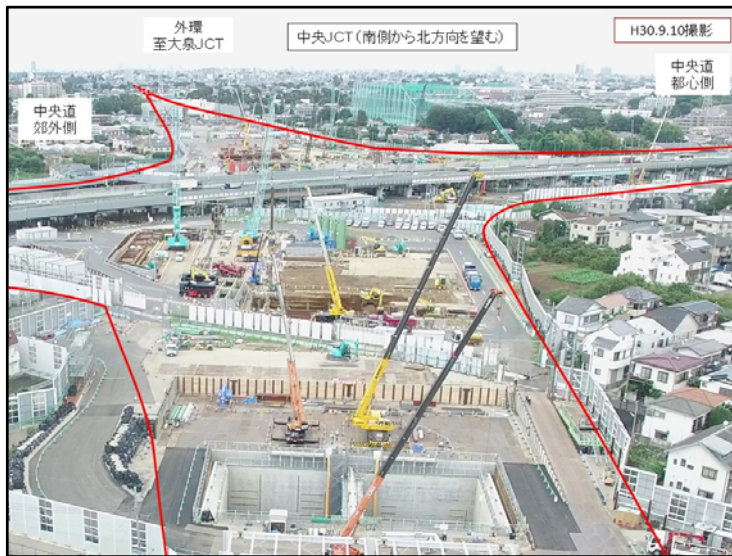 外環
至大泉JCT
中央JCT(南側から北方向を望む)
H30.9.10撮影
中央道
都心側
中央道
郊外側